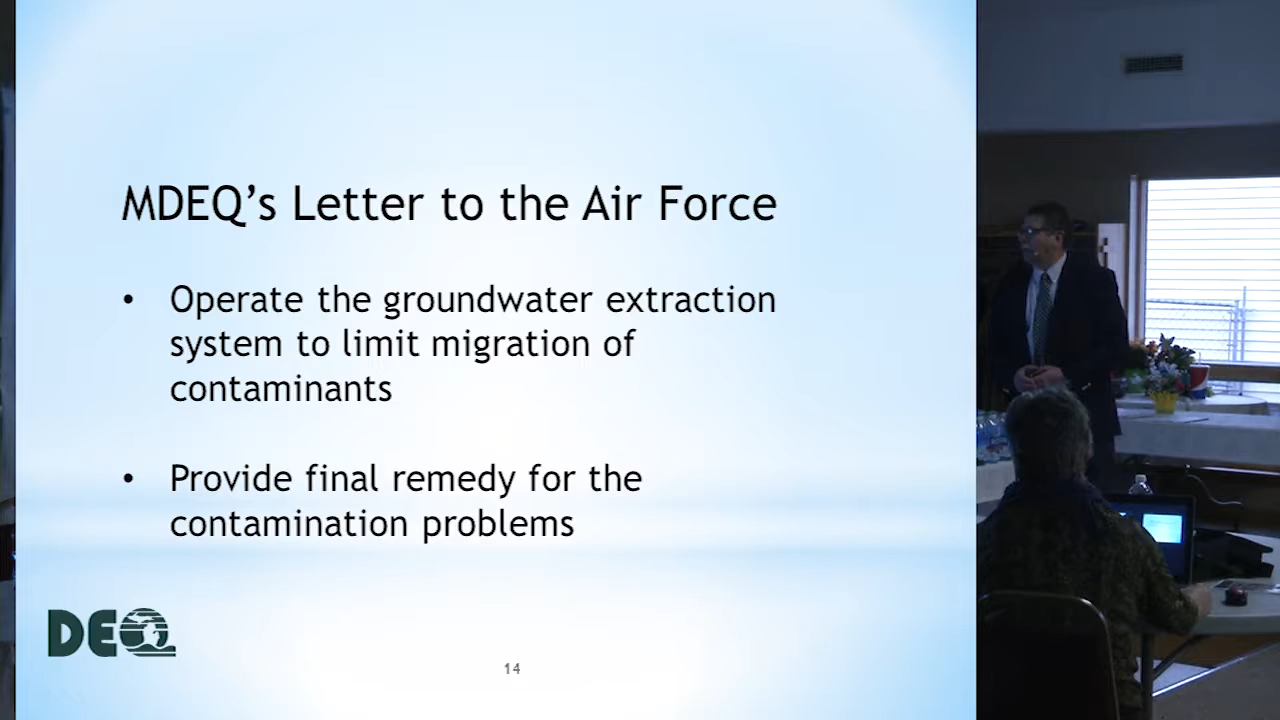 MDEQ’s Letter to the Air Force
• Operate the groundwater extraction
system to limit migration of
contaminants
• Provide final remedy for the
contamination problems
DEQ
14